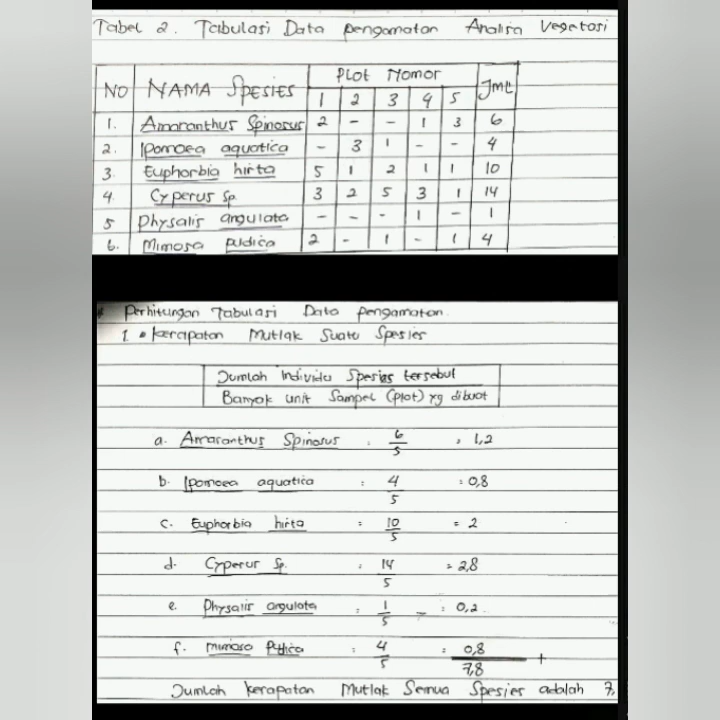 Tabel 2. Tabulasi Data pengamatan Analisa Vegetasi
NO NAMA SPESIES Plot Nomor Jml
1 2 3 4 5
1. Amaranthus Spinosus 2 - - 1 3 6
2. Ipomoea aquatica - 3 1 - - 4
3. Euphorbia hirta 5 1 2 1 1 10
4. Cyperus Sp. 3 2 5 3 1 14
5 Physalis angulata - - - 1 - 1
6. Mimosa pudica 2 - 1 - 1 4
* Perhitungan Tabulasi Data pengamatan.
1. • Kerapatan Mutlak Suatu Spesies
Jumlah Individu Spesies tersebut
Banyak unit Sampel (plot) yg dibuat
a. Amaranthus Spinosus : 6/5 = 1,2
b. Ipomoea aquatica : 4/5 = 0,8
c. Euphorbia hirta : 10/5 = 2
d. Cyperus Sp. : 14/5 = 2,8
e. Physalis angulata : 1/5 = 0,2
f. Mimosa Pudica : 4/5 = 0,8 +
7,8
Jumlah kerapatan Mutlak Semua Spesies adalah 7,